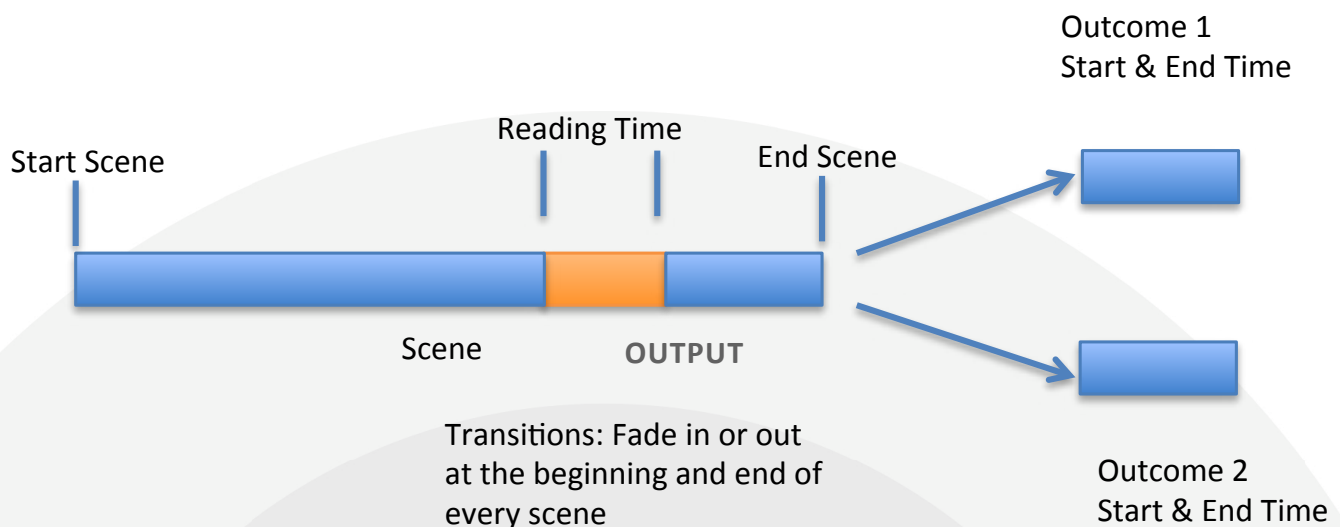 Outcome 1
Start & End Time
Reading Time
Start Scene
End Scene
Scene
OUTPUT
Transitions: Fade in or out
at the beginning and end of
every scene
Outcome 2
Start & End Time